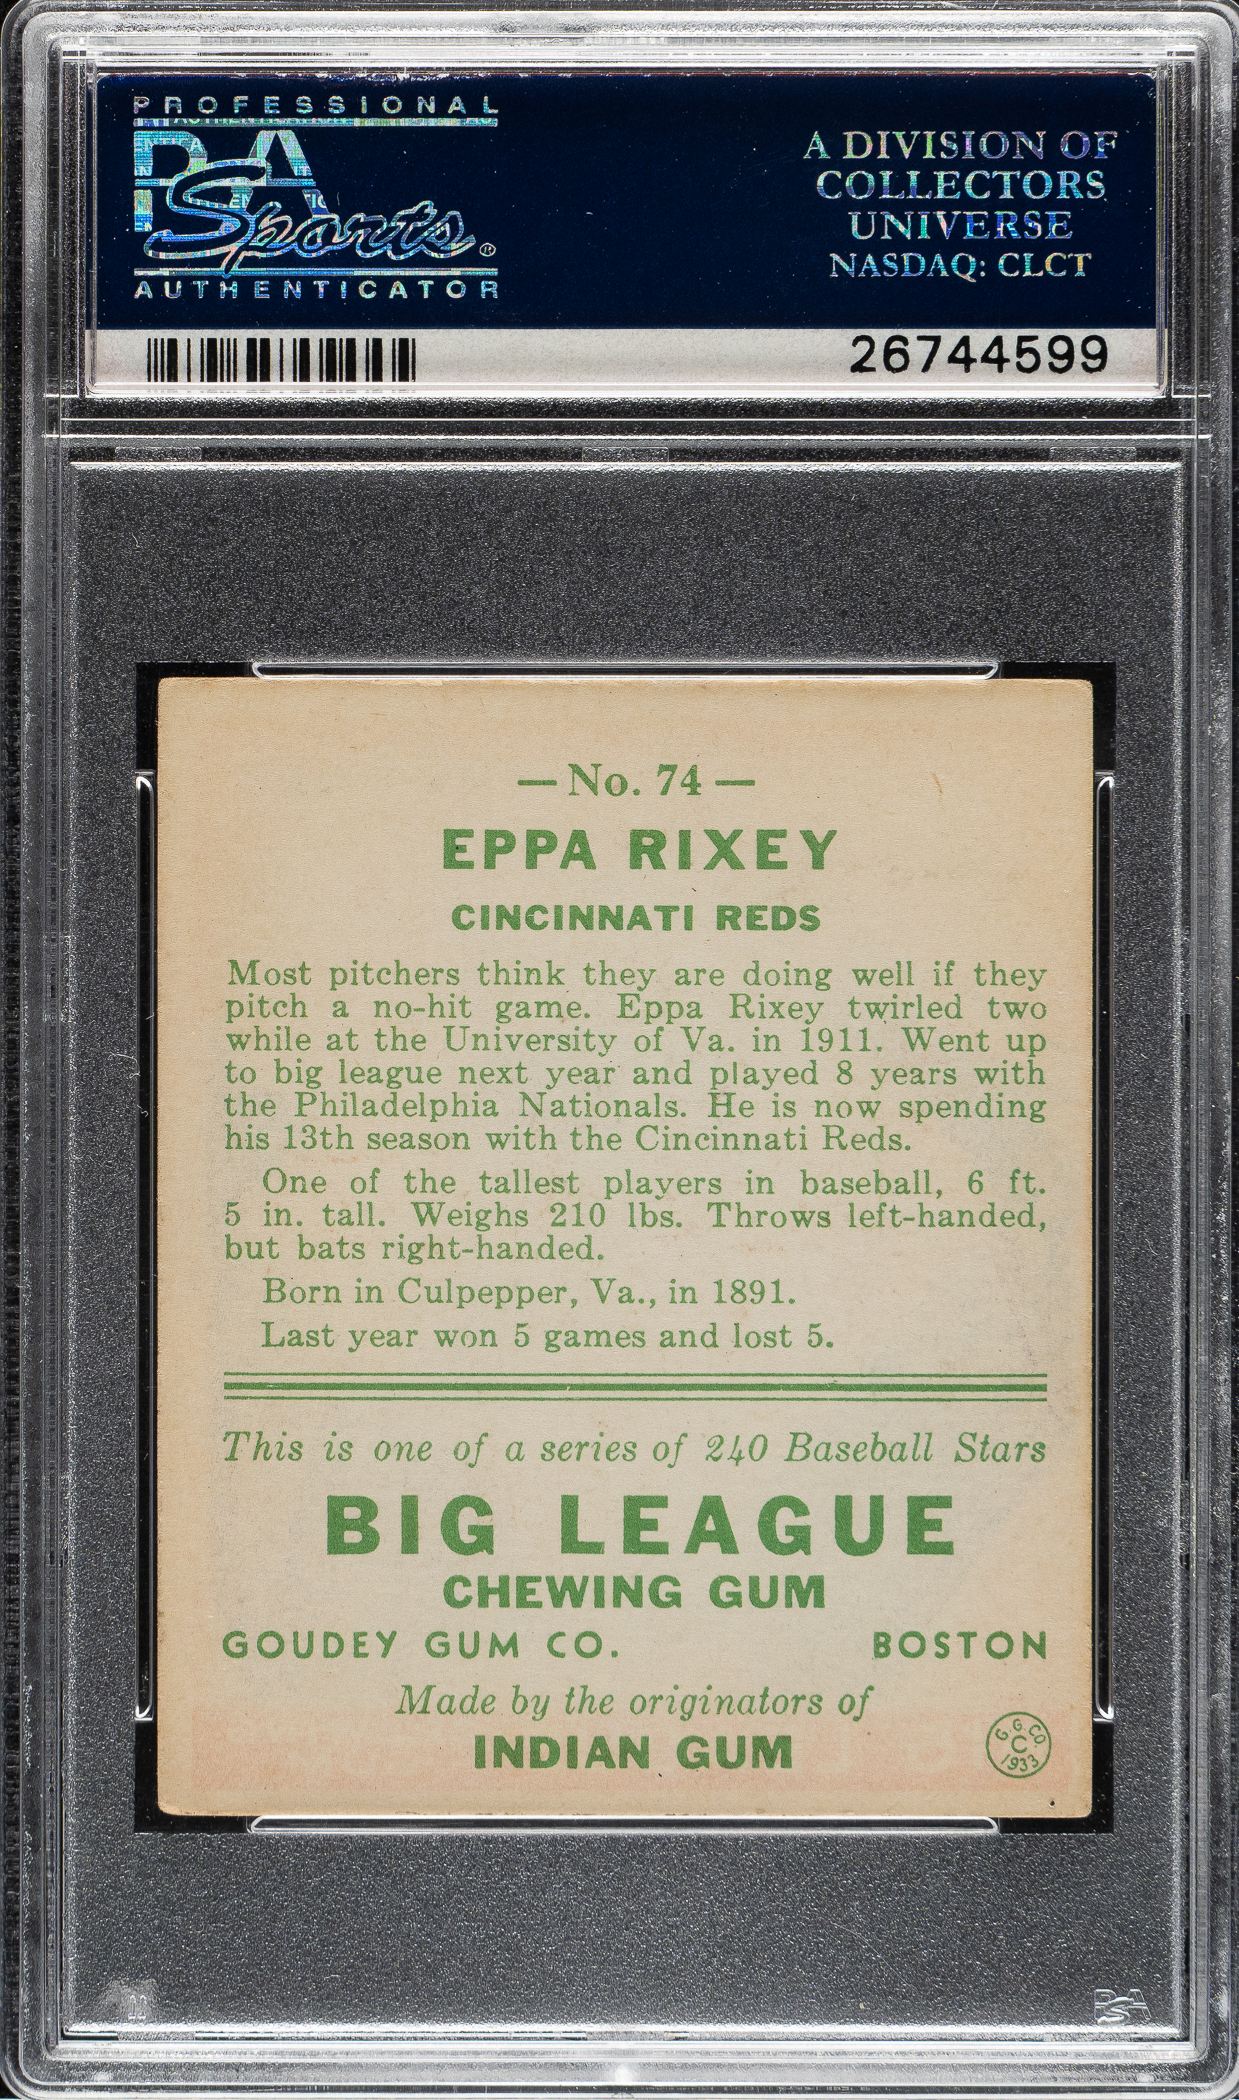 PROFESSIONAL
PSA
Sports®
AUTHENTICATOR
A DIVISION OF
COLLECTORS
UNIVERSE
NASDAQ: CLCT
26744599
— No. 74 —
EPPA RIXEY
CINCINNATI REDS
Most pitchers think they are doing well if they
pitch a no-hit game. Eppa Rixey twirled two
while at the University of Va. in 1911. Went up
to big league next year and played 8 years with
the Philadelphia Nationals. He is now spending
his 13th season with the Cincinnati Reds.
One of the tallest players in baseball, 6 ft.
5 in. tall. Weighs 210 lbs. Throws left-handed,
but bats right-handed.
Born in Culpepper, Va., in 1891.
Last year won 5 games and lost 5.
This is one of a series of 240 Baseball Stars
BIG LEAGUE
CHEWING GUM
GOUDEY GUM CO. BOSTON
Made by the originators of
INDIAN GUM
G.G.CO.
C
1933
PSA